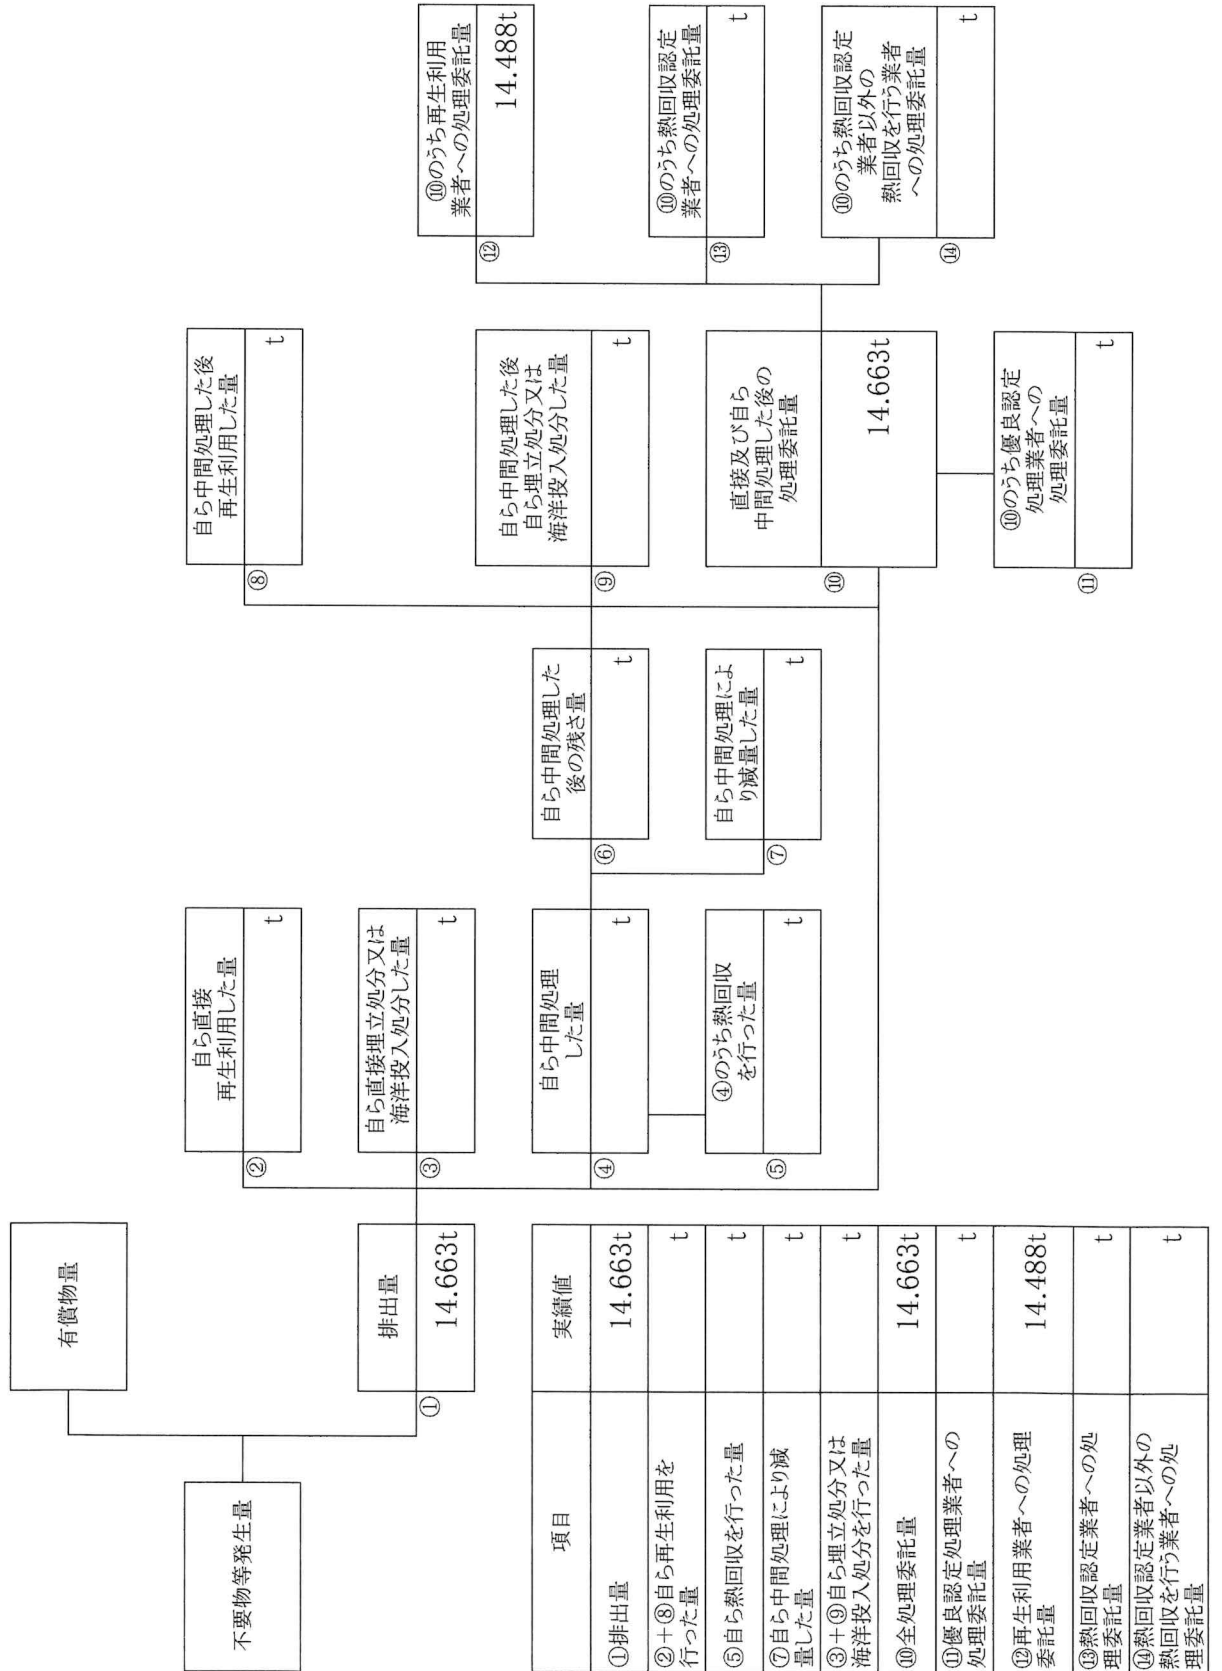 不要物等発生量
有償物量
①
排出量
14.663t
②
自ら直接
再生利用した量
t
③
自ら直接埋立処分又は
海洋投入処分した量
t
④
自ら中間処理
した量
t
⑤
④のうち熱回収
を行った量
t
⑥
自ら中間処理した
後の残さ量
t
⑦
自ら中間処理によ
り減量した量
t
⑧
自ら中間処理した後
再生利用した量
t
⑨
自ら中間処理した後
自ら埋立処分又は
海洋投入処分した量
t
⑩
直接及び自ら
中間処理した後の
処理委託量
14.663t
⑪
⑩のうち優良認定
処理業者への
処理委託量
t
⑫
⑩のうち再生利用
業者への処理委託量
14.488t
⑬
⑩のうち熱回収認定
業者への処理委託量
t
⑭
⑩のうち熱回収認定
業者以外の
熱回収を行う業者
への処理委託量
t
項目
実績値
①排出量
14.663t
②+⑧自ら再生利用を
行った量
t
⑤自ら熱回収を行った量
t
⑦自ら中間処理により減
量した量
t
③+⑨自ら埋立処分又は
海洋投入処分を行った量
t
⑩全処理委託量
14.663t
⑪優良認定処理業者への
処理委託量
t
⑫再生利用業者への処理
委託量
14.488t
⑬熱回収認定業者への処
理委託量
t
⑭熱回収認定業者以外の
熱回収を行う業者への処
理委託量
t